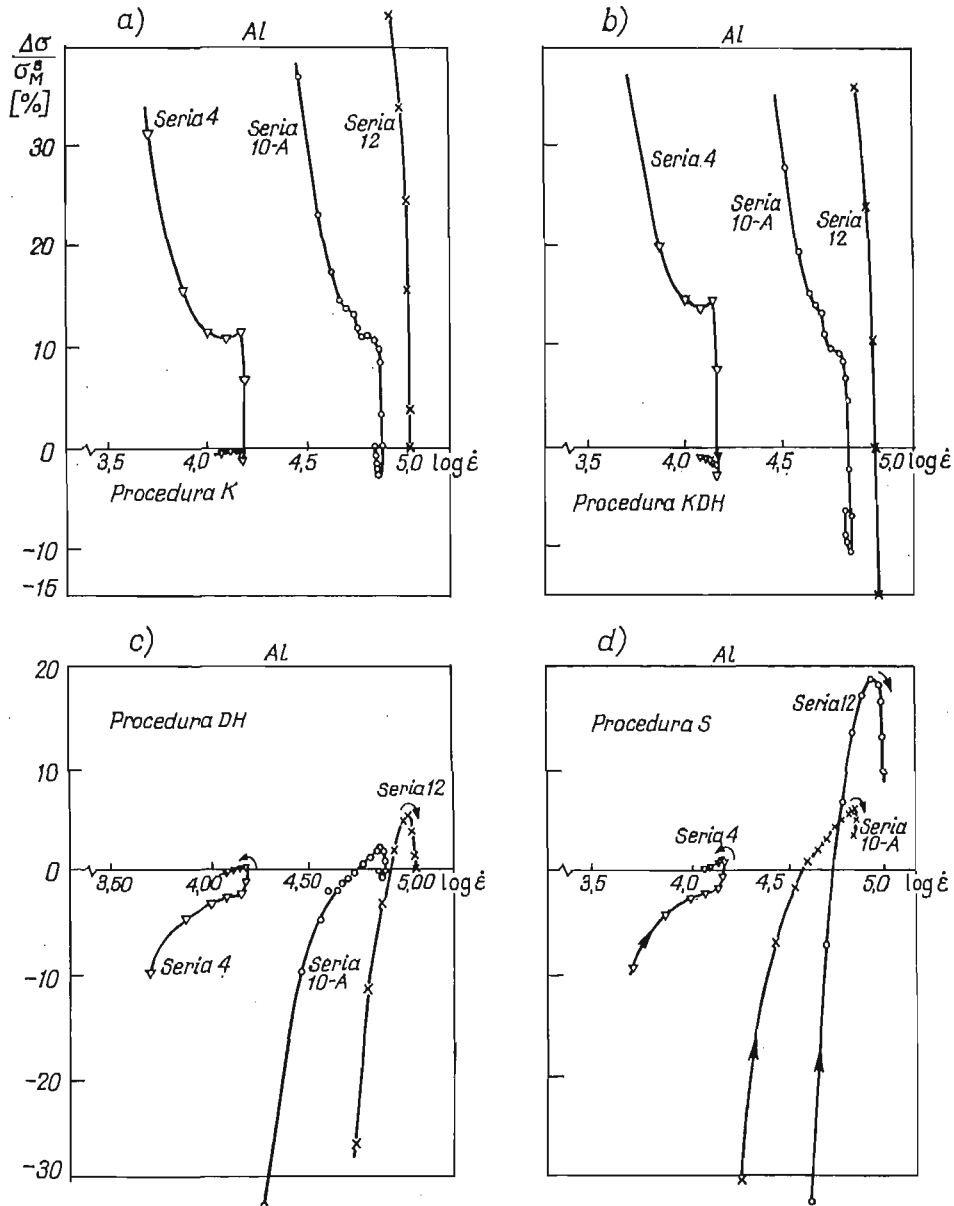 a)
Al
b)
Al
Δσ
σ_M^B
[%]
30
20
10
0
-10
-15
Seria 4
Seria
10-A
Seria
12
3,5
4,0
4,5
5,0 log ε̇
Procedura K
Seria 4
Seria
10-A
Seria
12
3,5
4,0
4,5
5,0 log ε̇
Procedura KDH
c)
Al
d)
Al
20
10
0
-10
-20
-30
Procedura DH
Seria 12
3,50
4,00
4,50
5,00 log ε̇
Seria 4
Seria
10-A
Procedura S
Seria 12
Seria 4
Seria
10-A
3,5
4,0
4,5
5,0 log ε̇